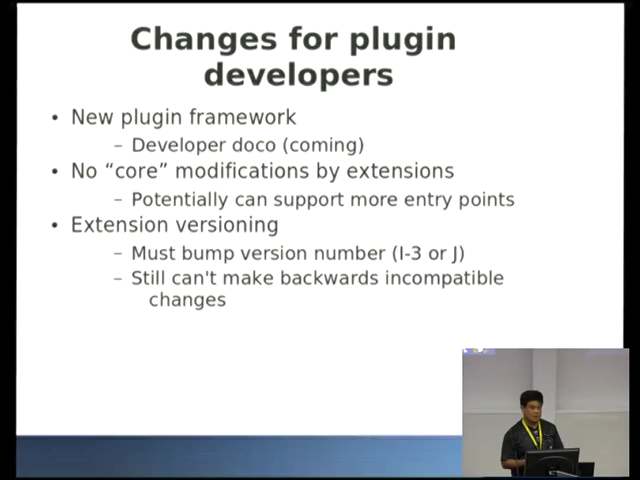 Changes for plugin
developers
• New plugin framework
– Developer doco (coming)
• No “core” modifications by extensions
– Potentially can support more entry points
• Extension versioning
– Must bump version number (I-3 or J)
– Still can't make backwards incompatible
changes